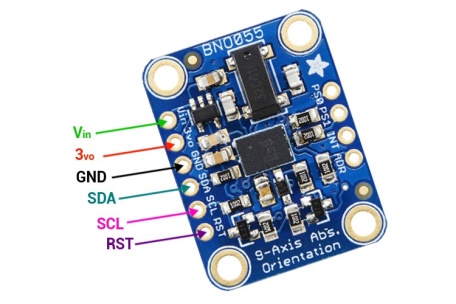 BNO055
Vin
3vo
GND
SDA
SCL
RST
Vin 3vo GND SDA SCL RST
PS0 PS1 INT ADR
9-Axis Abs.
Orientation